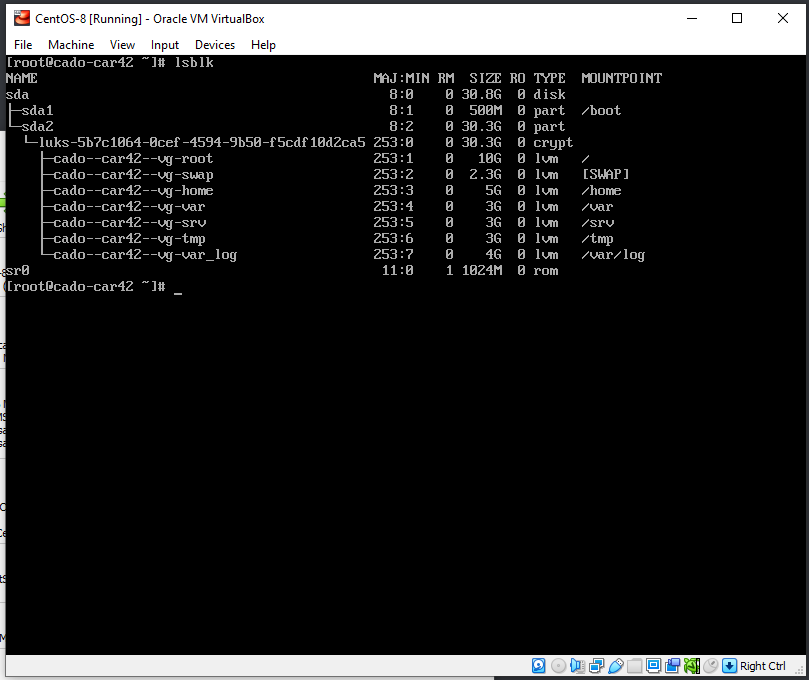 CentOS-8 [Running] - Oracle VM VirtualBox
File Machine View Input Devices Help
[root@cado-car42 ~]# lsblk
NAME MAJ:MIN RM SIZE RO TYPE MOUNTPOINT
sda 8:0 0 30.8G 0 disk
├─sda1 8:1 0 500M 0 part /boot
└─sda2 8:2 0 30.3G 0 part
└─luks-5b7c1064-0cef-4594-9b50-f5cdf10d2ca5 253:0 0 30.3G 0 crypt
├─cado--car42--vg-root 253:1 0 10G 0 lvm /
├─cado--car42--vg-swap 253:2 0 2.3G 0 lvm [SWAP]
├─cado--car42--vg-home 253:3 0 5G 0 lvm /home
├─cado--car42--vg-var 253:4 0 3G 0 lvm /var
├─cado--car42--vg-srv 253:5 0 3G 0 lvm /srv
├─cado--car42--vg-tmp 253:6 0 3G 0 lvm /tmp
└─cado--car42--vg-var_log 253:7 0 4G 0 lvm /var/log
sr0 11:0 1 1024M 0 rom
[root@cado-car42 ~]# _
Right Ctrl